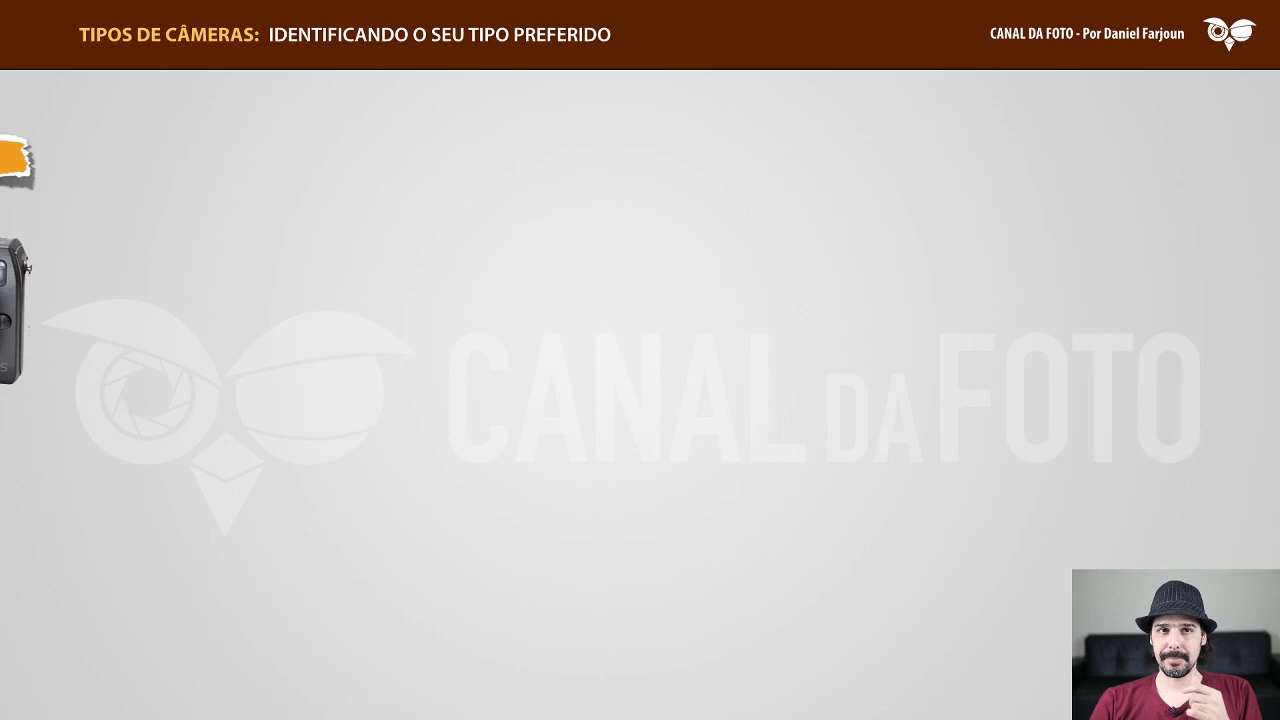 TIPOS DE CÂMERAS: IDENTIFICANDO O SEU TIPO PREFERIDO
CANAL DA FOTO - Por Daniel Farjoun
CANAL DA FOTO